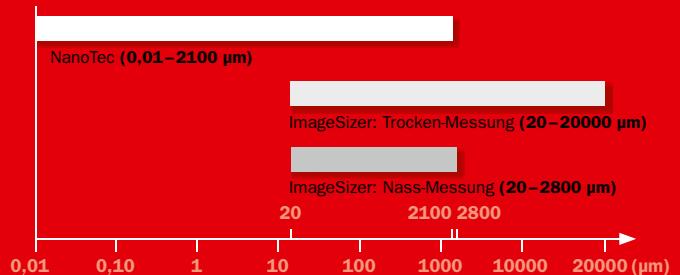 NanoTec (0,01–2100 µm)
ImageSizer: Trocken-Messung (20–20000 µm)
ImageSizer: Nass-Messung (20–2800 µm)
20 2100 2800
0,01 0,10 1 10 100 1000 10000 20000 (µm)